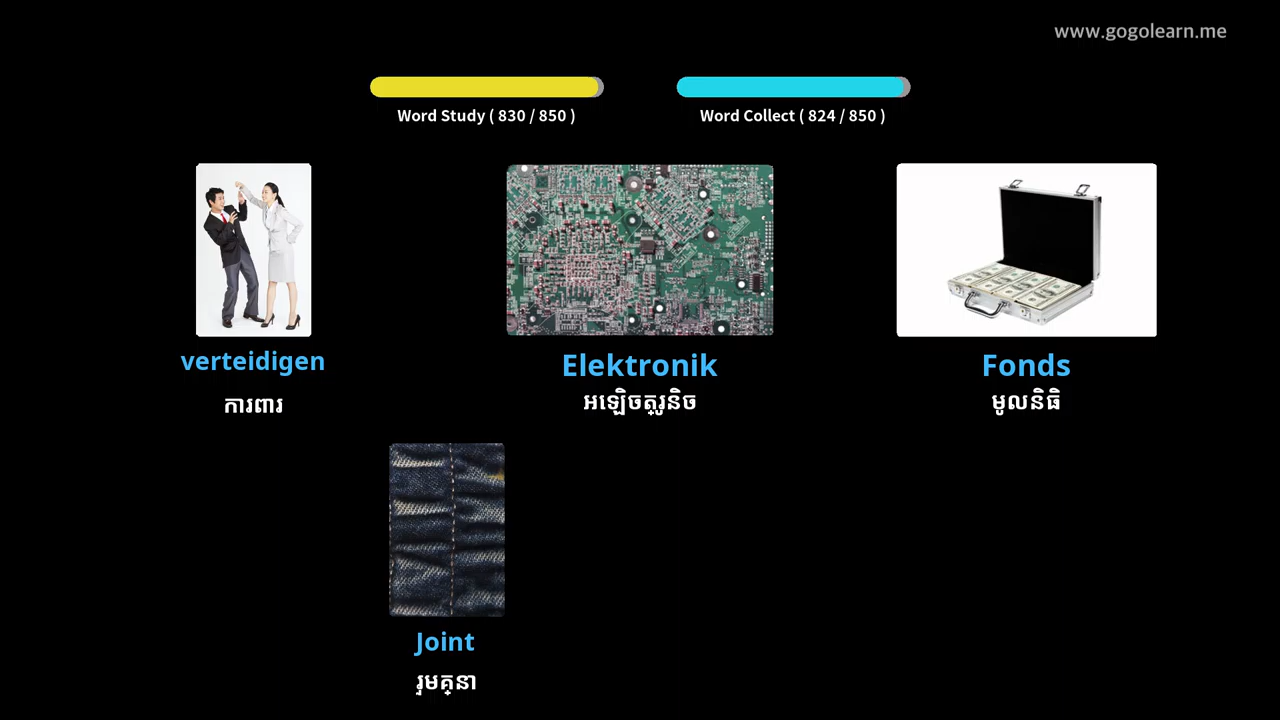 www.gogolearn.me
Word Study ( 830 / 850 )
Word Collect ( 824 / 850 )
verteidigen
ការពារ
Elektronik
អេឡិចត្រូនិច
Fonds
មូលនិធិ
Joint
រួមគ្នា